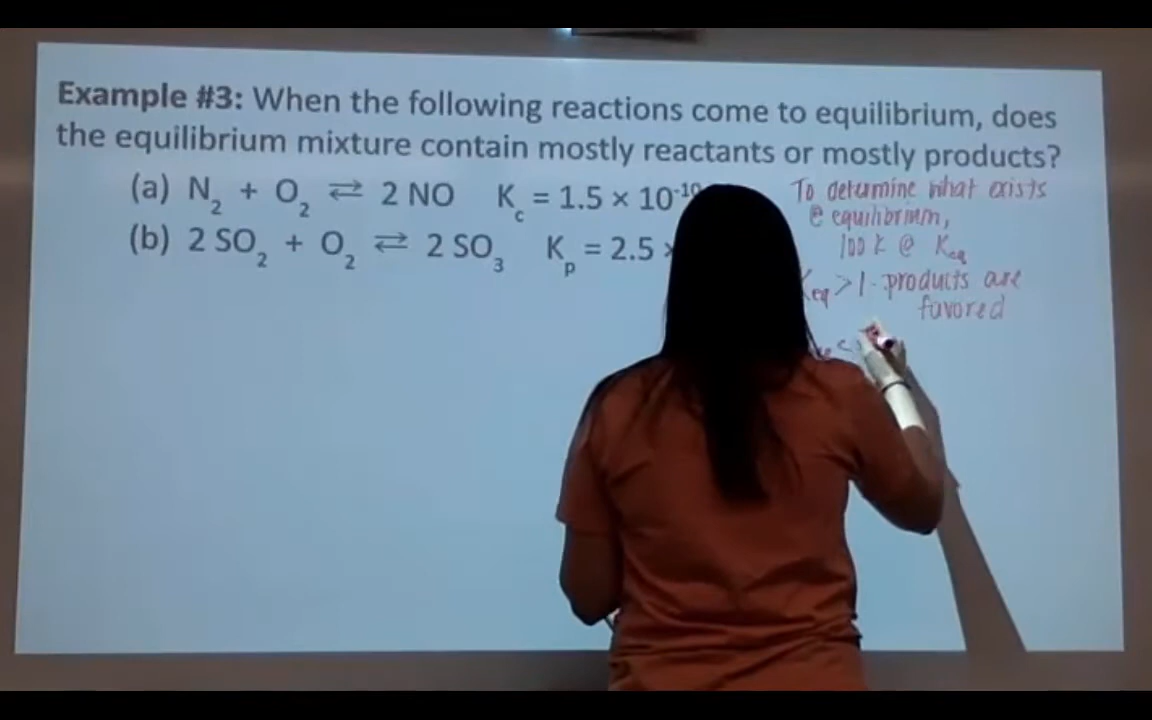 Example #3: When the following reactions come to equilibrium, does
the equilibrium mixture contain mostly reactants or mostly products?
(a) N₂ + O₂ ⇄ 2 NO K꜀ = 1.5 × 10⁻¹⁰
(b) 2 SO₂ + O₂ ⇄ 2 SO₃ Kₚ = 2.5 ×
To determine what exists
@ equilibrium,
look @ Keq
Keq > 1 · products are
favored
<